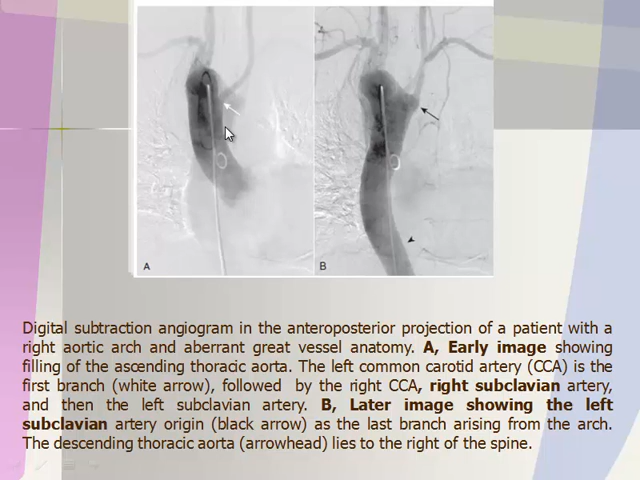 A
B
Digital subtraction angiogram in the anteroposterior projection of a patient with a
right aortic arch and aberrant great vessel anatomy. A, Early image showing
filling of the ascending thoracic aorta. The left common carotid artery (CCA) is the
first branch (white arrow), followed by the right CCA, right subclavian artery,
and then the left subclavian artery. B, Later image showing the left
subclavian artery origin (black arrow) as the last branch arising from the arch.
The descending thoracic aorta (arrowhead) lies to the right of the spine.